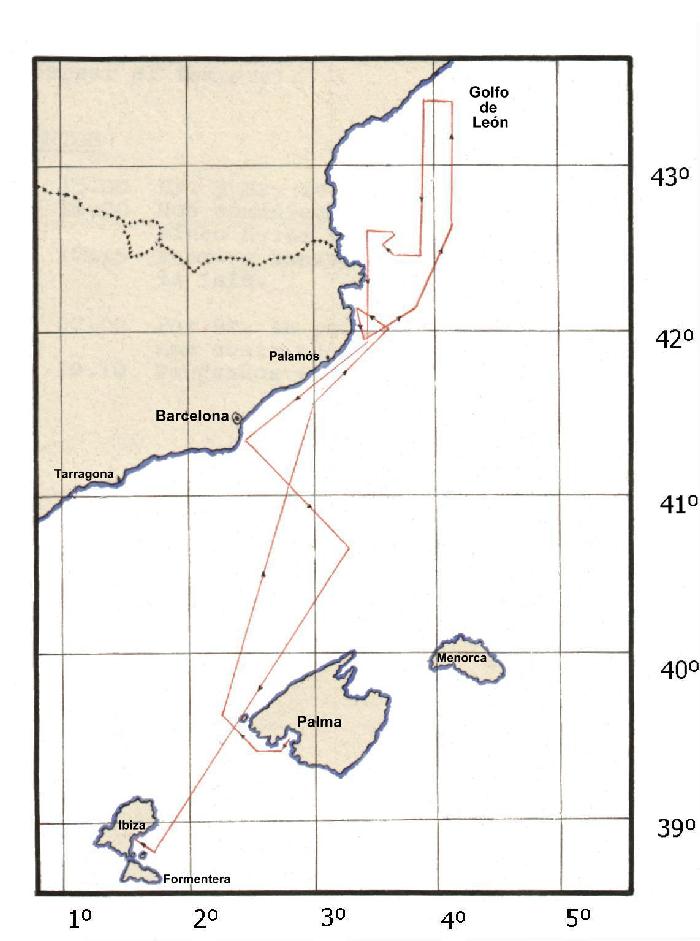 Golfo
de
León
43º
42º
Palamós
Barcelona
Tarragona
41º
Menorca
40º
Palma
Ibiza
39º
Formentera
1º 2º 3º 4º 5º